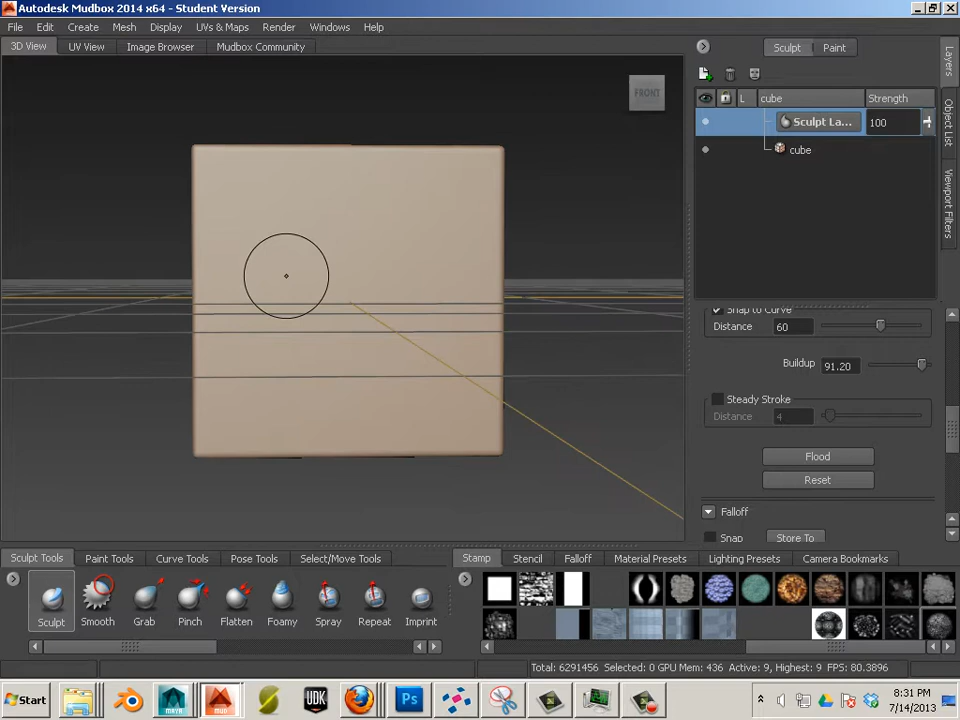 Autodesk Mudbox 2014 x64 - Student Version
File Edit Create Mesh Display UVs & Maps Render Windows Help
3D View UV View Image Browser Mudbox Community
Sculpt Paint
Layers
Object List
Viewport Filters
L cube Strength
Sculpt La... 100
cube
FRONT
Snap to Curve
Distance 60
Buildup 91.20
Steady Stroke
Distance 4
Flood
Reset
Falloff
Snap Store To
Sculpt Tools Paint Tools Curve Tools Pose Tools Select/Move Tools
Stamp Stencil Falloff Material Presets Lighting Presets Camera Bookmarks
Sculpt Smooth Grab Pinch Flatten Foamy Spray Repeat Imprint
Total: 6291456 Selected: 0 GPU Mem: 436 Active: 9, Highest: 9 FPS: 80.3896
Start MAYA MUD UDK Ps
8:31 PM
7/14/2013